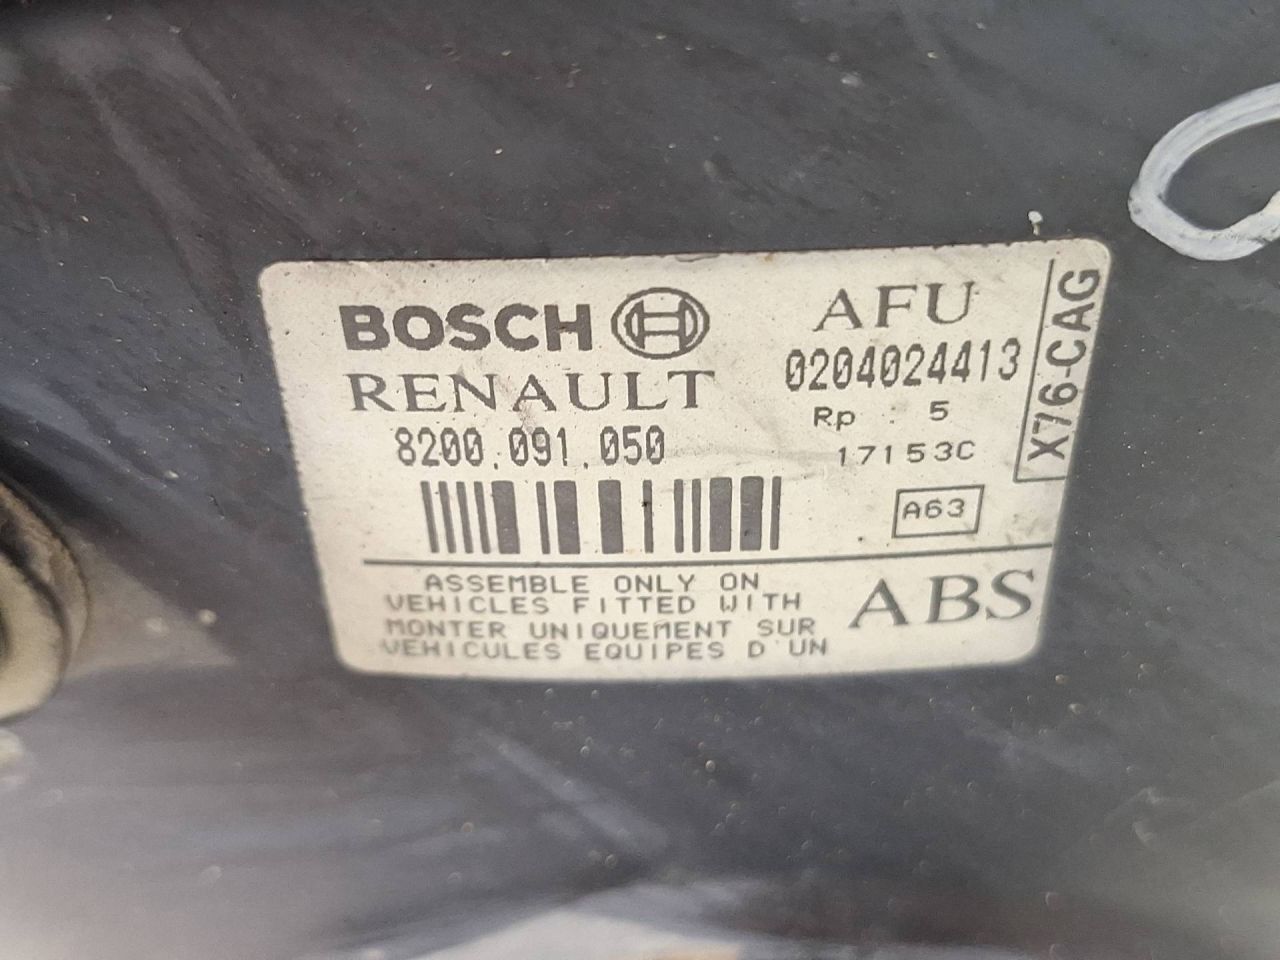 BOSCH
RENAULT
8200.091.050
AFU
0204024413
Rp : 5
17153C
A63
X76-CAG
ASSEMBLE ONLY ON
VEHICLES FITTED WITH
MONTER UNIQUEMENT SUR
VEHICULES EQUIPES D'UN
ABS